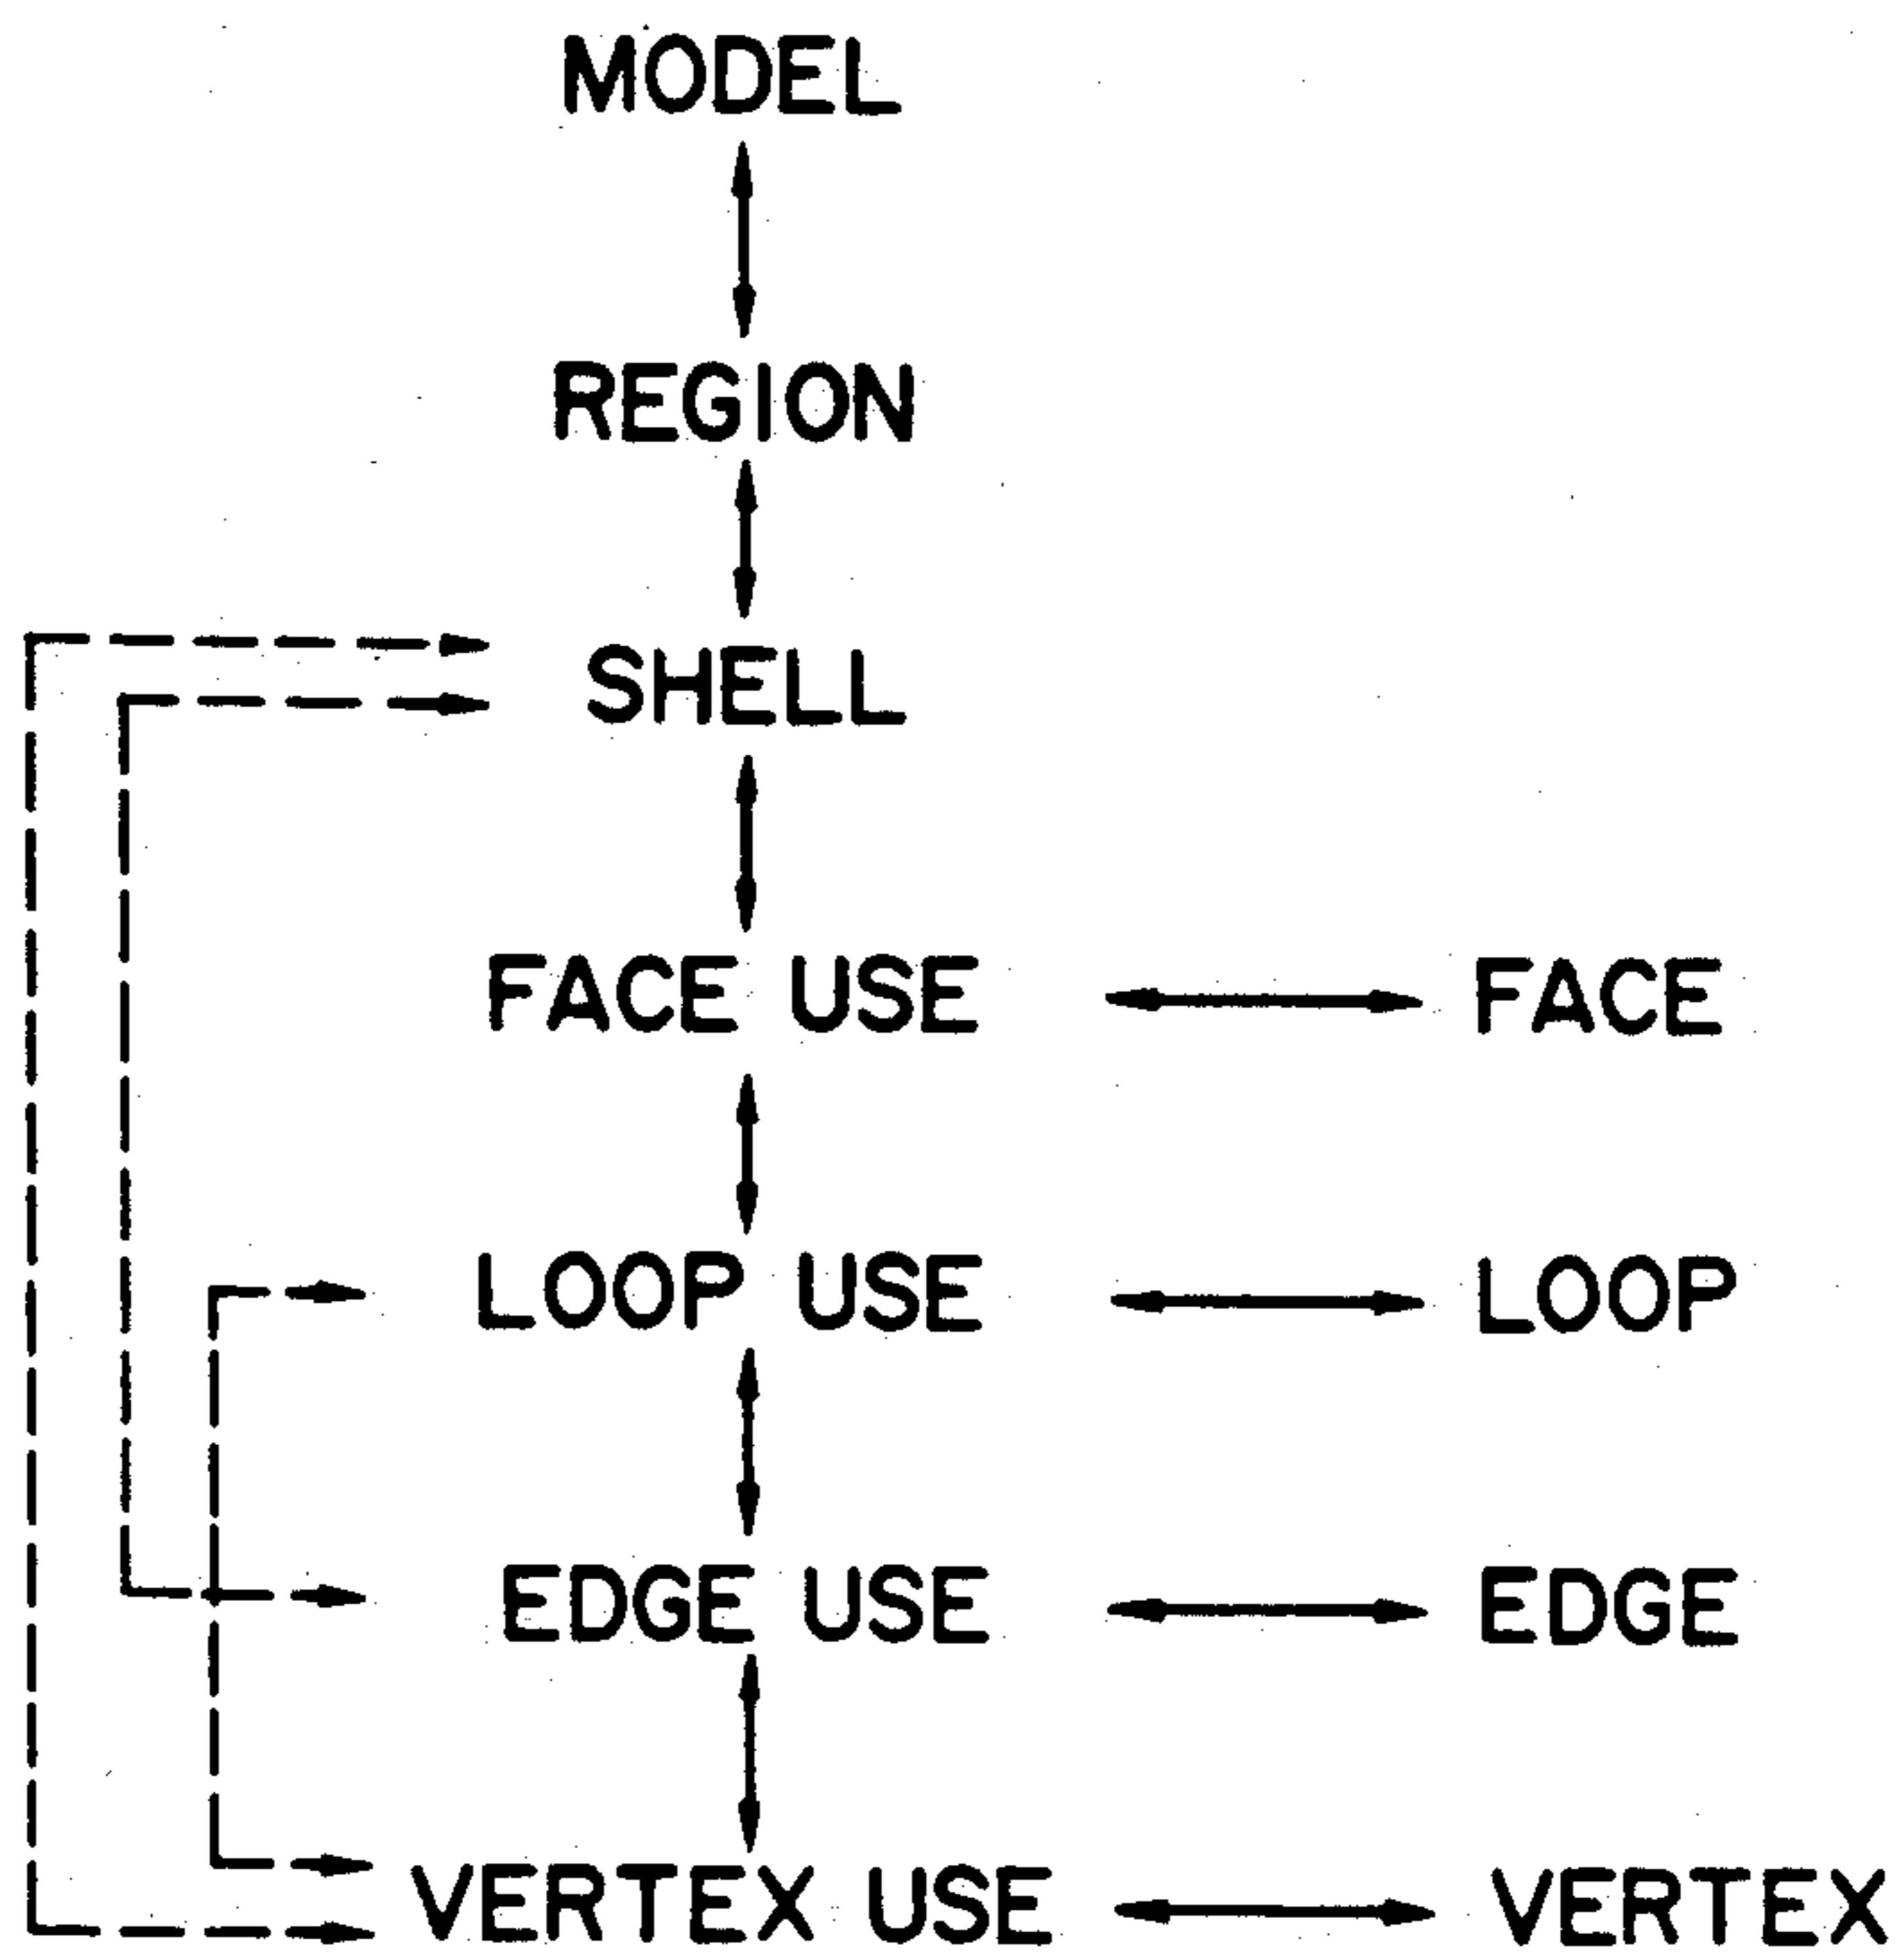 MODEL
REGION
SHELL
FACE USE FACE
LOOP USE LOOP
EDGE USE EDGE
VERTEX USE VERTEX